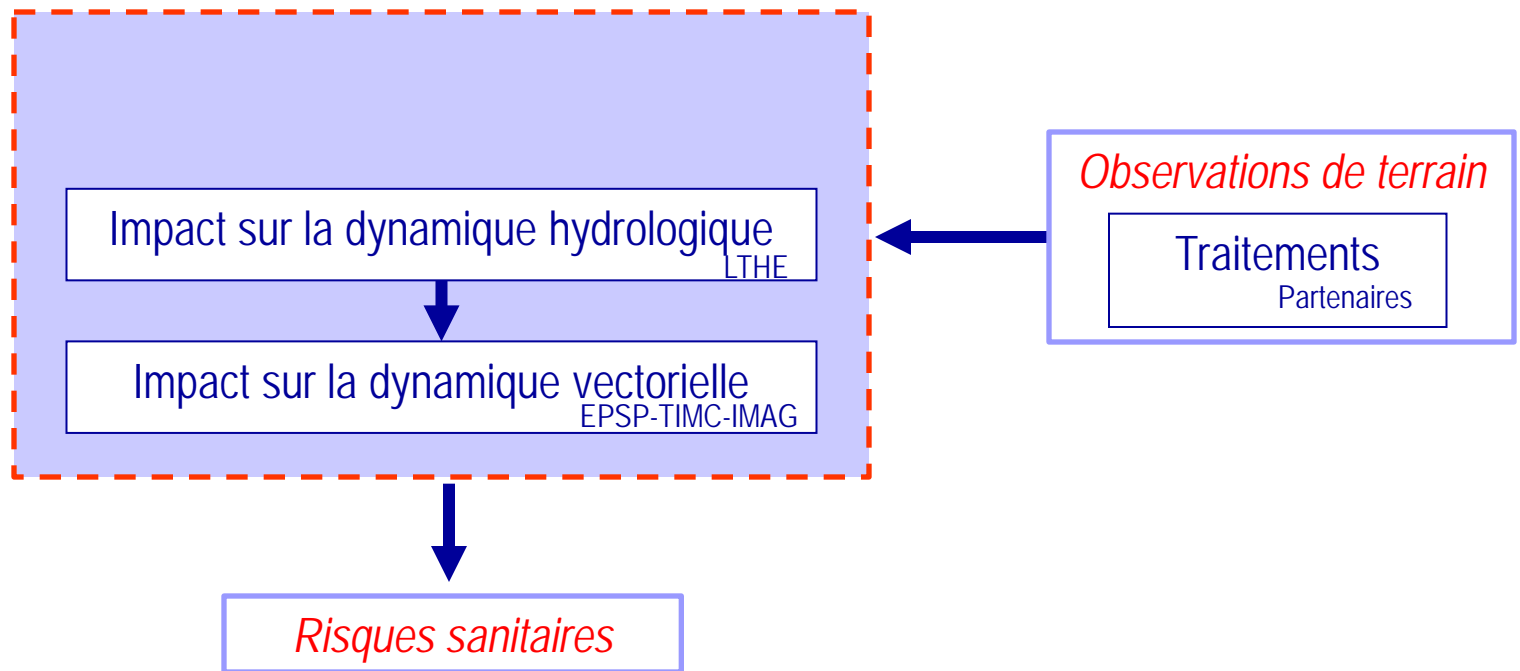 Impact sur la dynamique hydrologique
LTHE
Impact sur la dynamique vectorielle
EPSP-TIMC-IMAG
Observations de terrain
Traitements
Partenaires
Risques sanitaires